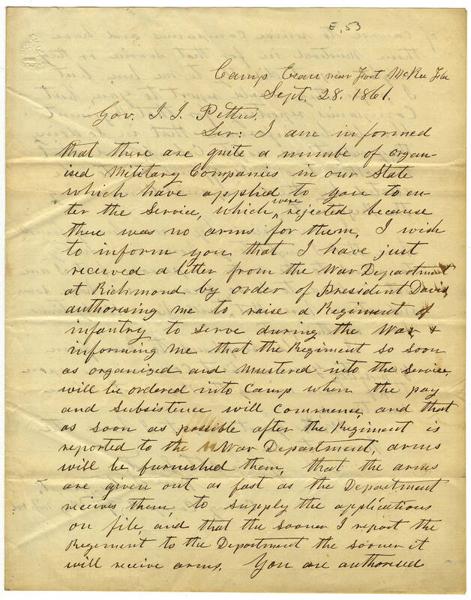 E, 53
Camp Cean near Fort McRee Fla
Sept, 28, 1861.
Gov. J. J. Pettus.
Sir: I am informed
that there are quite a number of organ-
ised Military Companies in our State
which have applied to you to en-
ter the Service, which were rejected because
there was no arms for them, I wish
to inform you that I have just
received a letter from the War Department
at Richmond by order of President Davis
authorising me to raise a Regiment of
infantry to serve during the War, &
informing me that the Regiment so soon
as organized and mustered into the Service
will be ordered into Camp when the pay
and Subsistence will Commence, and that
as soon as possible after the Regiment is
reported to the War Department, arms
will be furnished them, that the arms
are given out as fast as the Department
receives them to supply the applications
on file, and that the sooner I report the
Regiment to the Department the sooner it
will receive arms. You are authorised